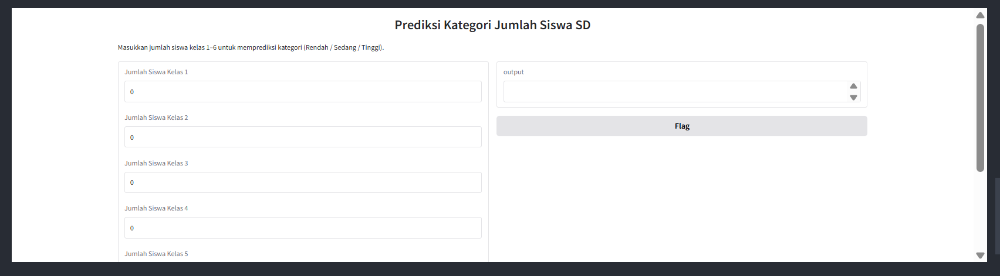 Prediksi Kategori Jumlah Siswa SD
Masukkan jumlah siswa kelas 1–6 untuk memprediksi kategori (Rendah / Sedang / Tinggi).
Jumlah Siswa Kelas 1
0
Jumlah Siswa Kelas 2
0
Jumlah Siswa Kelas 3
0
Jumlah Siswa Kelas 4
0
Jumlah Siswa Kelas 5
output
Flag